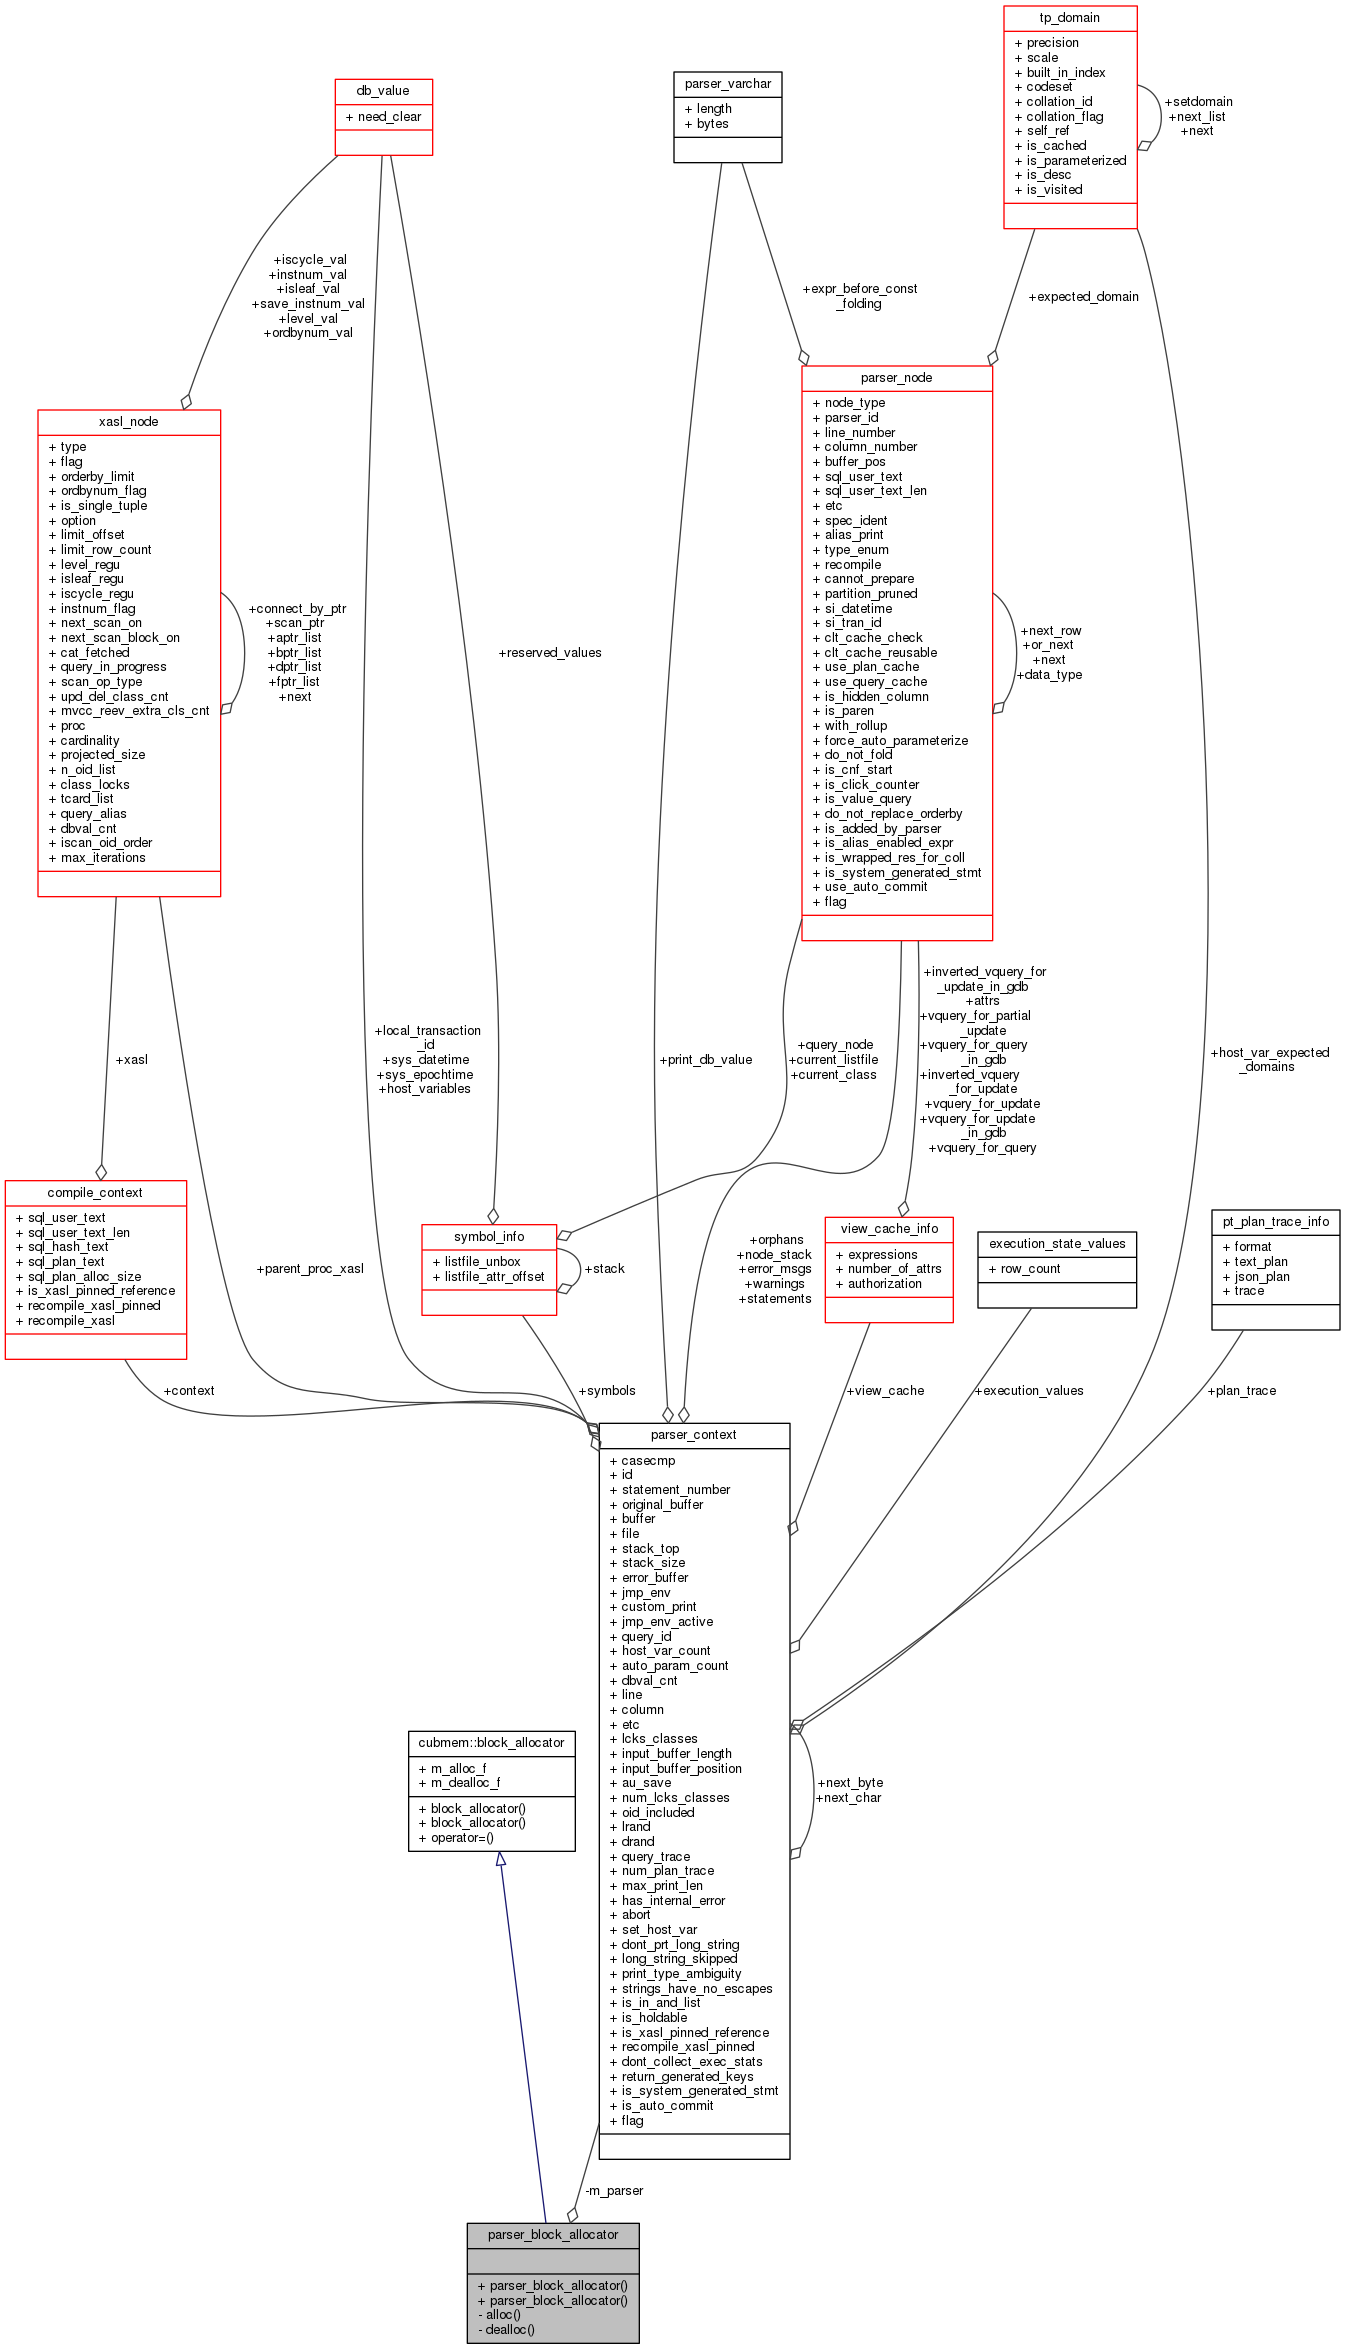 tp_domain
+ precision
+ scale
+ built_in_index
+ codeset
+ collation_id
+ collation_flag
+ self_ref
+ is_cached
+ is_parameterized
+ is_desc
+ is_visited
+setdomain
+next_list
+next
db_value
+ need_clear
parser_varchar
+ length
+ bytes
+iscycle_val
+instnum_val
+isleaf_val
+save_instnum_val
+level_val
+ordbynum_val
+expr_before_const
_folding
+expected_domain
xasl_node
+ type
+ flag
+ orderby_limit
+ ordbynum_flag
+ is_single_tuple
+ option
+ limit_offset
+ limit_row_count
+ level_regu
+ isleaf_regu
+ iscycle_regu
+ instnum_flag
+ next_scan_on
+ next_scan_block_on
+ cat_fetched
+ query_in_progress
+ scan_op_type
+ upd_del_class_cnt
+ mvcc_reev_extra_cls_cnt
+ proc
+ cardinality
+ projected_size
+ n_oid_list
+ class_locks
+ tcard_list
+ query_alias
+ dbval_cnt
+ iscan_oid_order
+ max_iterations
+connect_by_ptr
+scan_ptr
+aptr_list
+bptr_list
+dptr_list
+fptr_list
+next
+reserved_values
parser_node
+ node_type
+ parser_id
+ line_number
+ column_number
+ buffer_pos
+ sql_user_text
+ sql_user_text_len
+ etc
+ spec_ident
+ alias_print
+ type_enum
+ recompile
+ cannot_prepare
+ partition_pruned
+ si_datetime
+ si_tran_id
+ clt_cache_check
+ clt_cache_reusable
+ use_plan_cache
+ use_query_cache
+ is_hidden_column
+ is_paren
+ with_rollup
+ force_auto_parameterize
+ do_not_fold
+ is_cnf_start
+ is_click_counter
+ is_value_query
+ do_not_replace_orderby
+ is_added_by_parser
+ is_alias_enabled_expr
+ is_wrapped_res_for_coll
+ is_system_generated_stmt
+ use_auto_commit
+ flag
+next_row
+or_next
+next
+data_type
+xasl
+local_transaction
_id
+sys_datetime
+sys_epochtime
+host_variables
+print_db_value
+query_node
+current_listfile
+current_class
+inverted_vquery_for
_update_in_gdb
+attrs
+vquery_for_partial
_update
+vquery_for_query
_in_gdb
+inverted_vquery
_for_update
+vquery_for_update
+vquery_for_update
_in_gdb
+vquery_for_query
+host_var_expected
_domains
compile_context
+ sql_user_text
+ sql_user_text_len
+ sql_hash_text
+ sql_plan_text
+ sql_plan_alloc_size
+ is_xasl_pinned_reference
+ recompile_xasl_pinned
+ recompile_xasl
+parent_proc_xasl
symbol_info
+ listfile_unbox
+ listfile_attr_offset
+stack
+orphans
+node_stack
+error_msgs
+warnings
+statements
view_cache_info
+ expressions
+ number_of_attrs
+ authorization
execution_state_values
+ row_count
pt_plan_trace_info
+ format
+ text_plan
+ json_plan
+ trace
+context
+symbols
+view_cache
+execution_values
+plan_trace
parser_context
+ casecmp
+ id
+ statement_number
+ original_buffer
+ buffer
+ file
+ stack_top
+ stack_size
+ error_buffer
+ jmp_env
+ custom_print
+ jmp_env_active
+ query_id
+ host_var_count
+ auto_param_count
+ dbval_cnt
+ line
+ column
+ etc
+ lcks_classes
+ input_buffer_length
+ input_buffer_position
+ au_save
+ num_lcks_classes
+ oid_included
+ lrand
+ drand
+ query_trace
+ num_plan_trace
+ max_print_len
+ has_internal_error
+ abort
+ set_host_var
+ dont_prt_long_string
+ long_string_skipped
+ print_type_ambiguity
+ strings_have_no_escapes
+ is_in_and_list
+ is_holdable
+ is_xasl_pinned_reference
+ recompile_xasl_pinned
+ dont_collect_exec_stats
+ return_generated_keys
+ is_system_generated_stmt
+ is_auto_commit
+ flag
+next_byte
+next_char
cubmem::block_allocator
+ m_alloc_f
+ m_dealloc_f
+ block_allocator()
+ block_allocator()
+ operator=()
-m_parser
parser_block_allocator
+ parser_block_allocator()
+ parser_block_allocator()
- alloc()
- dealloc()